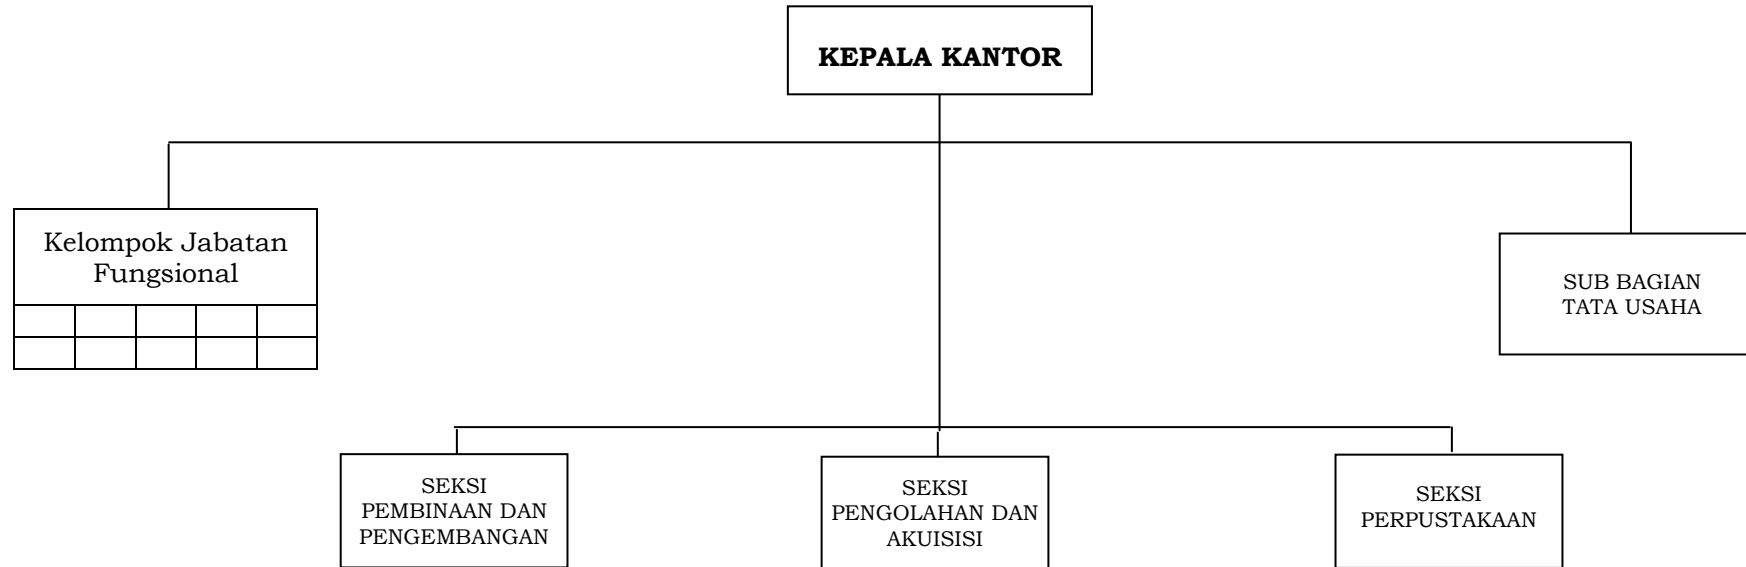 KEPALA KANTOR
Kelompok Jabatan
Fungsional
SUB BAGIAN
TATA USAHA
SEKSI
PEMBINAAN DAN
PENGEMBANGAN
SEKSI
PENGOLAHAN DAN
AKUISISI
SEKSI
PERPUSTAKAAN